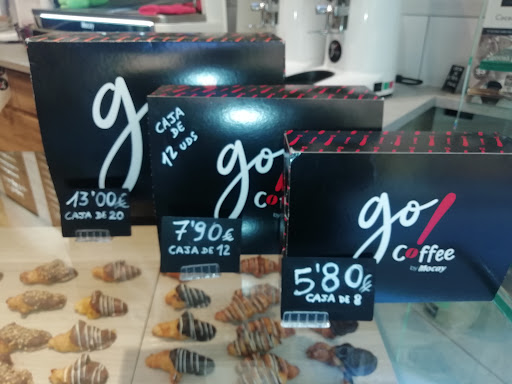 go!
Coffee
by Mocay
CAJA
DE
12 UDS
13'00€
CAJA DE 20
7'90€
CAJA DE 12
5'80€
CAJA DE 8
go
Co
g